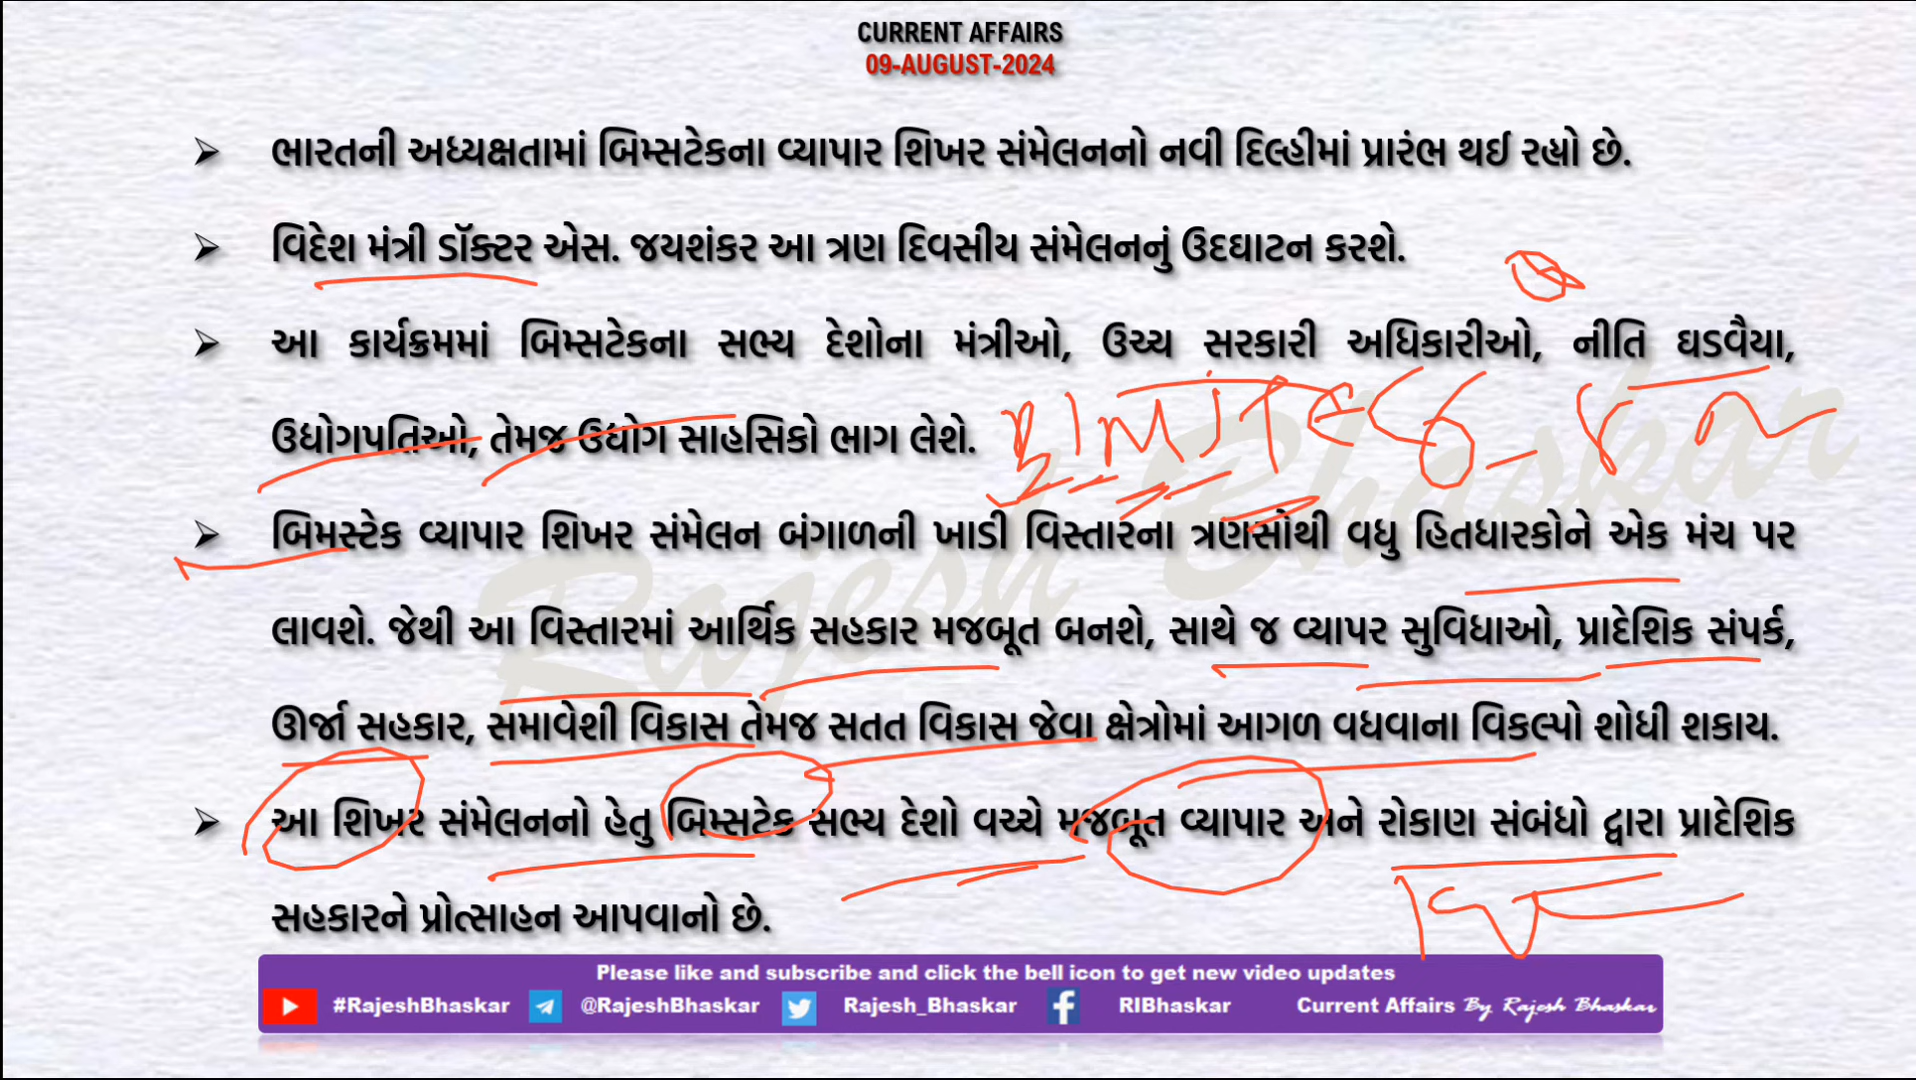 CURRENT AFFAIRS
09-AUGUST-2024
➢ ભારતની અધ્યક્ષતામાં બિમ્સટેકના વ્યાપાર શિખર સંમેલનનો નવી દિલ્હીમાં પ્રારંભ થઈ રહ્યો છે.
➢ વિદેશ મંત્રી ડૉક્ટર એસ. જયશંકર આ ત્રણ દિવસીય સંમેલનનું ઉદઘાટન કરશે.
➢ આ કાર્યક્રમમાં બિમ્સટેકના સભ્ય દેશોના મંત્રીઓ, ઉચ્ચ સરકારી અધિકારીઓ, નીતિ ઘડવૈયા,
ઉદ્યોગપતિઓ, તેમજ ઉદ્યોગ સાહસિકો ભાગ લેશે.
➢ બિમસ્ટેક વ્યાપાર શિખર સંમેલન બંગાળની ખાડી વિસ્તારના ત્રણસોથી વધુ હિતધારકોને એક મંચ પર
લાવશે. જેથી આ વિસ્તારમાં આર્થિક સહકાર મજબૂત બનશે, સાથે જ વ્યાપર સુવિધાઓ, પ્રાદેશિક સંપર્ક,
ઊર્જા સહકાર, સમાવેશી વિકાસ તેમજ સતત વિકાસ જેવા ક્ષેત્રોમાં આગળ વધવાના વિકલ્પો શોધી શકાય.
➢ આ શિખર સંમેલનનો હેતુ બિમ્સટેક સભ્ય દેશો વચ્ચે મજબૂત વ્યાપાર અને રોકાણ સંબંધો દ્વારા પ્રાદેશિક
સહકારને પ્રોત્સાહન આપવાનો છે.
Rajesh Bhaskar
Please like and subscribe and click the bell icon to get new video updates
#RajeshBhaskar @RajeshBhaskar Rajesh_Bhaskar RIBhaskar Current Affairs By Rajesh Bhaskar